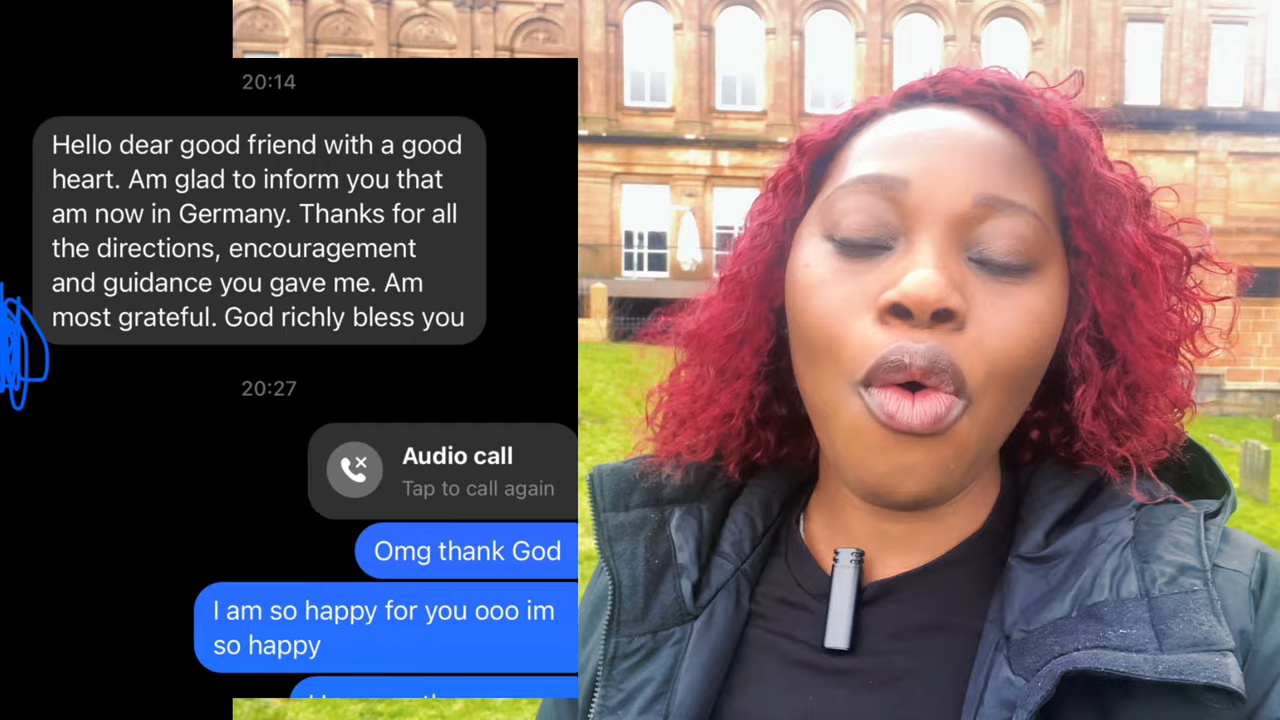 20:14
Hello dear good friend with a good
heart. Am glad to inform you that
am now in Germany. Thanks for all
the directions, encouragement
and guidance you gave me. Am
most grateful. God richly bless you
20:27
Audio call
Tap to call again
Omg thank God
I am so happy for you ooo im
so happy